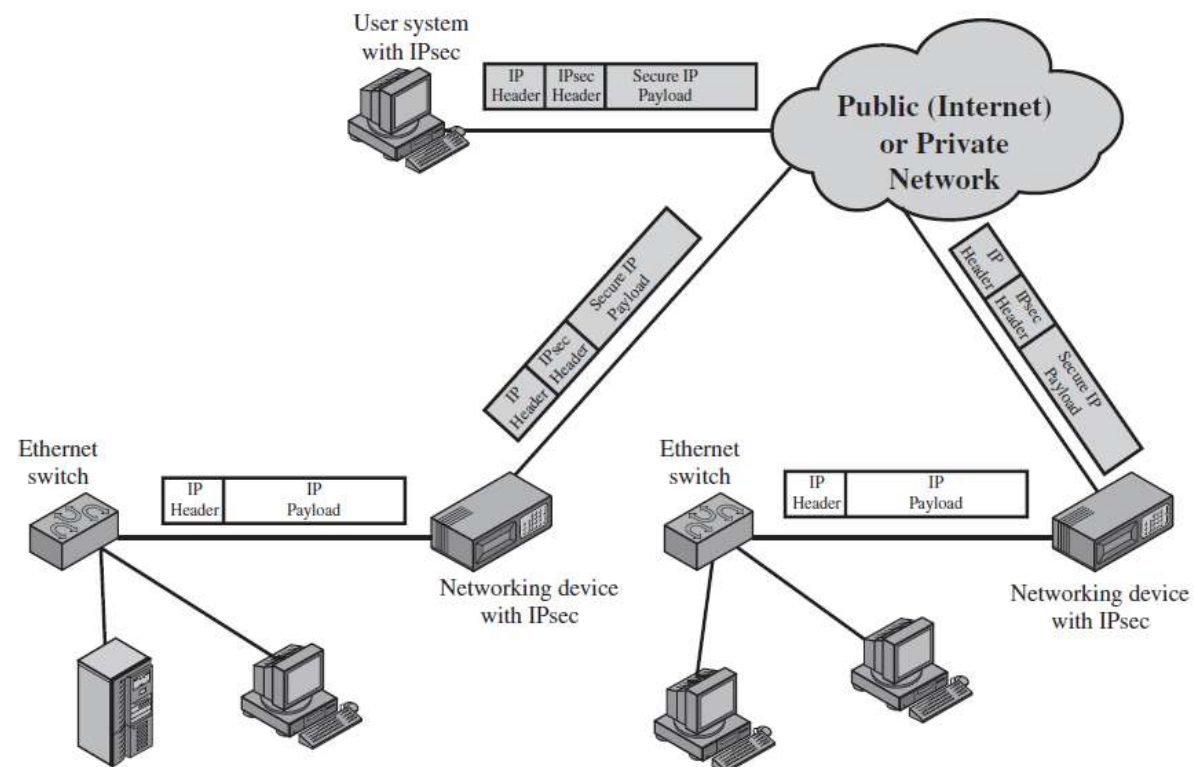 User system
with IPsec
IP
Header
IPsec
Header
Secure IP
Payload
Public (Internet)
or Private
Network
IP
Header
IPsec
Header
Secure IP
Payload
IP
Header
IPsec
Header
Secure IP
Payload
Ethernet
switch
IP
Header
IP
Payload
Networking device
with IPsec
Ethernet
switch
IP
Header
IP
Payload
Networking device
with IPsec